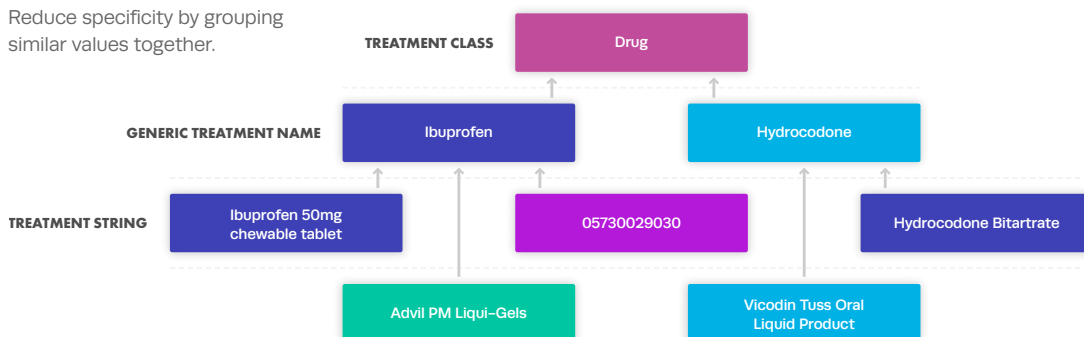 Reduce specificity by grouping
similar values together.
TREATMENT CLASS
Drug
GENERIC TREATMENT NAME
Ibuprofen
Hydrocodone
TREATMENT STRING
Ibuprofen 50mg
chewable tablet
05730029030
Hydrocodone Bitartrate
Advil PM Liqui-Gels
Vicodin Tuss Oral
Liquid Product